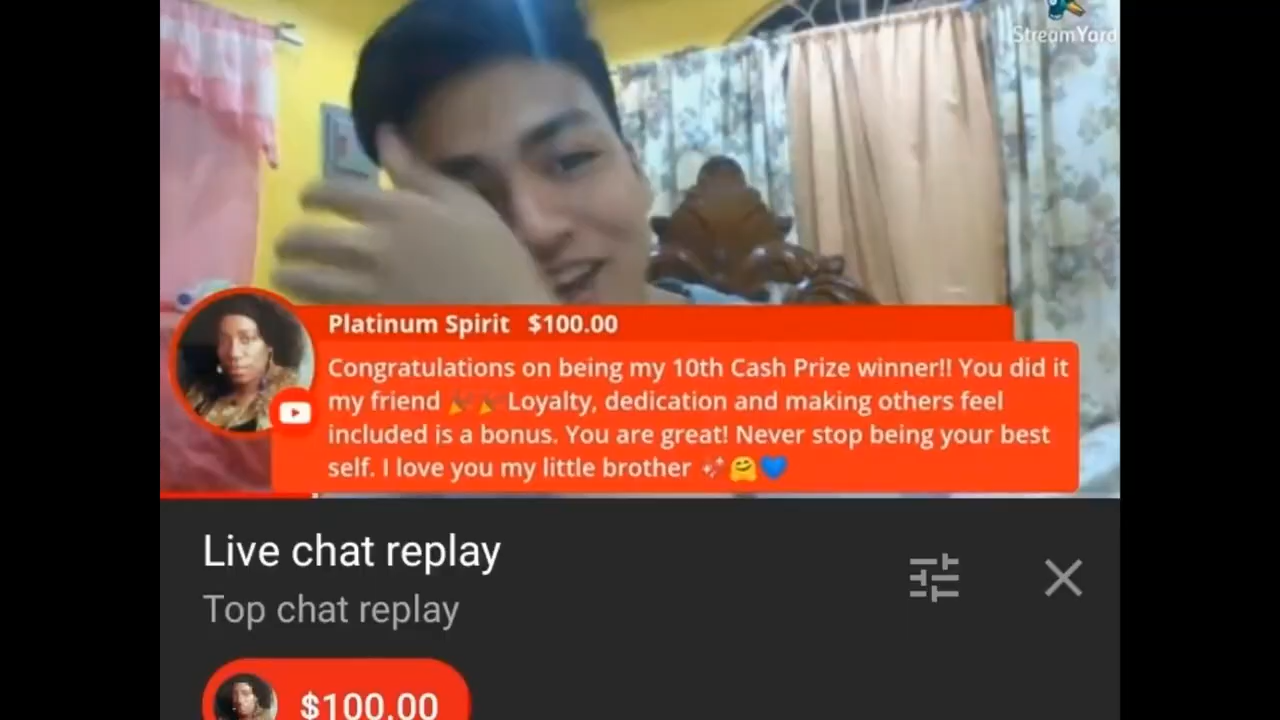 StreamYard
Platinum Spirit $100.00
Congratulations on being my 10th Cash Prize winner!! You did it
my friend 🎉🎉 Loyalty, dedication and making others feel
included is a bonus. You are great! Never stop being your best
self. I love you my little brother ✨🤗💙
Live chat replay
Top chat replay
$100.00